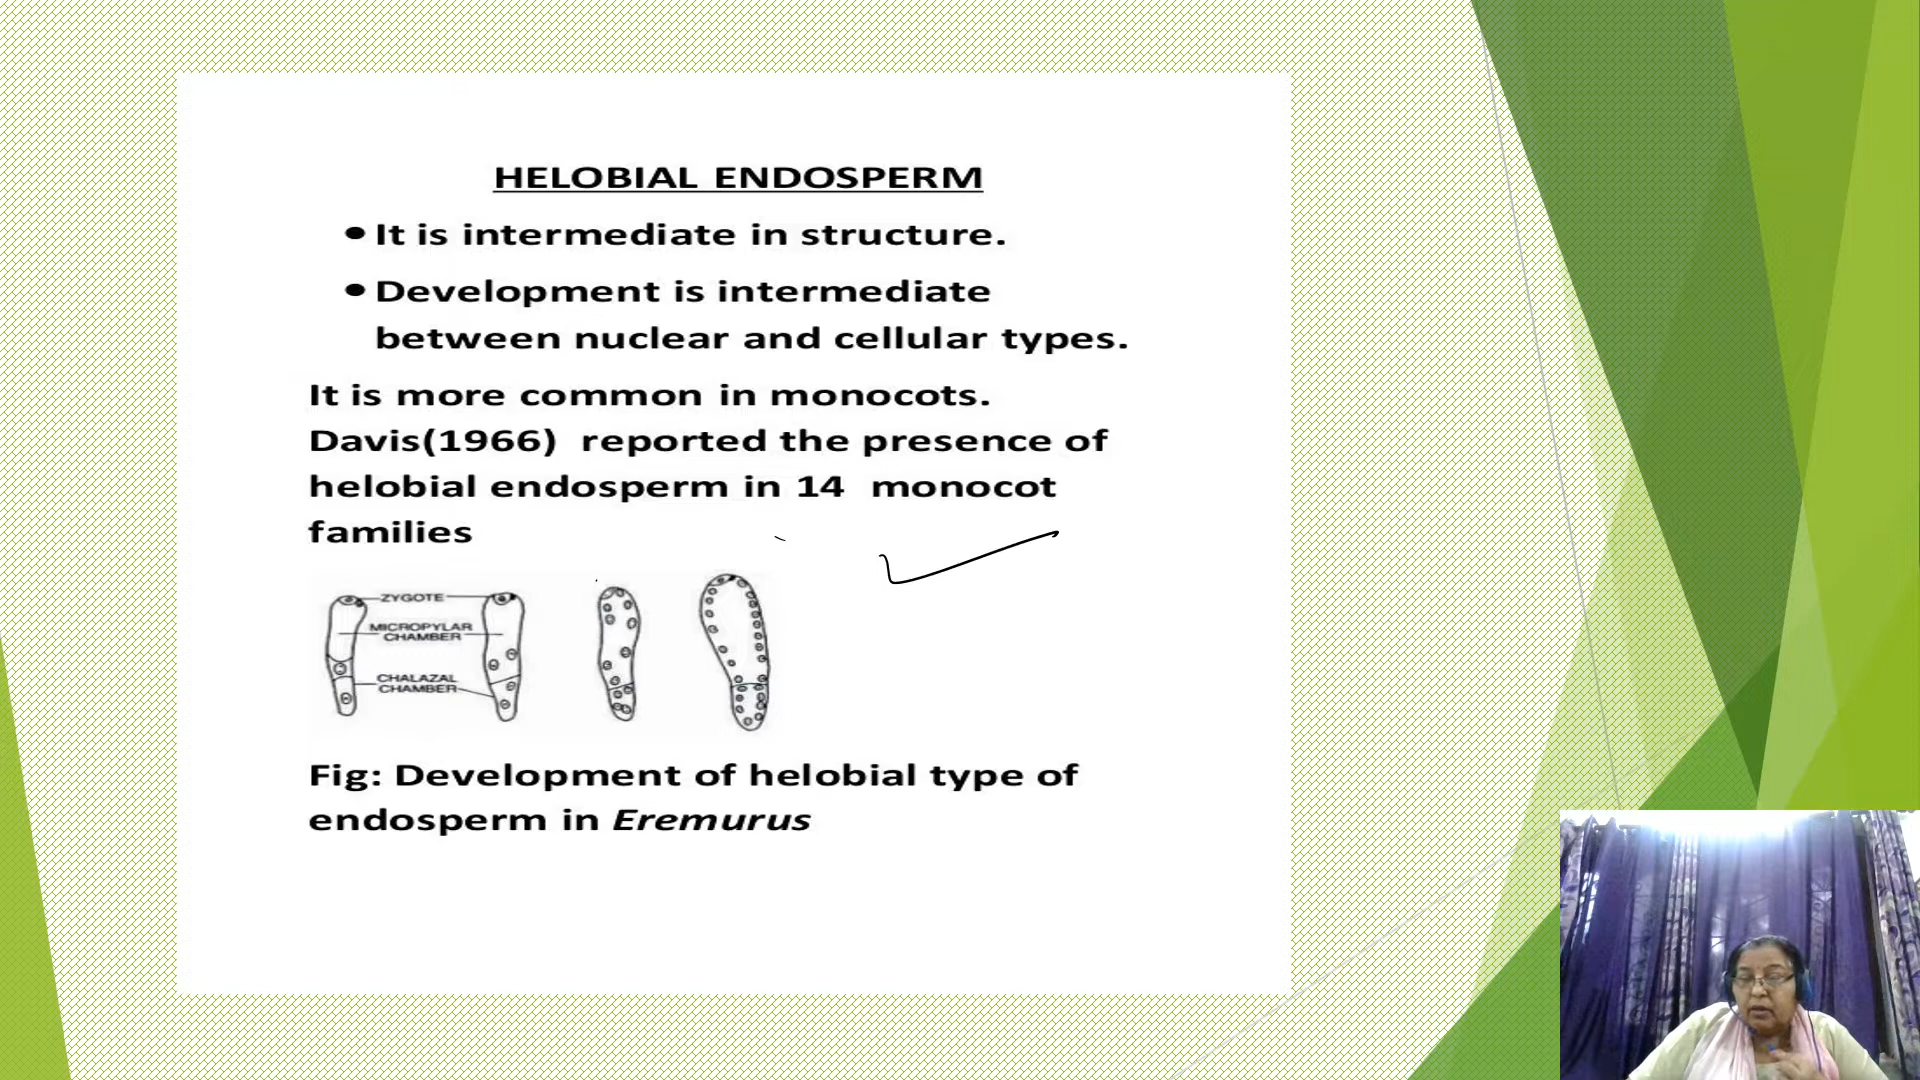 HELOBIAL ENDOSPERM
• It is intermediate in structure.
• Development is intermediate
between nuclear and cellular types.
It is more common in monocots.
Davis(1966) reported the presence of
helobial endosperm in 14 monocot
families
ZYGOTE
MICROPYLAR
CHAMBER
CHALAZAL
CHAMBER
Fig: Development of helobial type of
endosperm in Eremurus